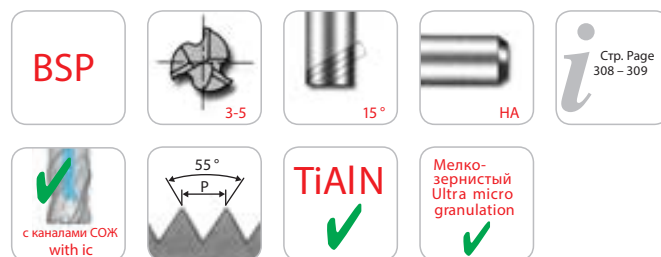 BSP
3-5
15°
HA
Стр. Page
308 – 309
с каналами СОЖ
with ic
55°
P
TiAlN
Мелко-
зернистый
Ultra micro
granulation